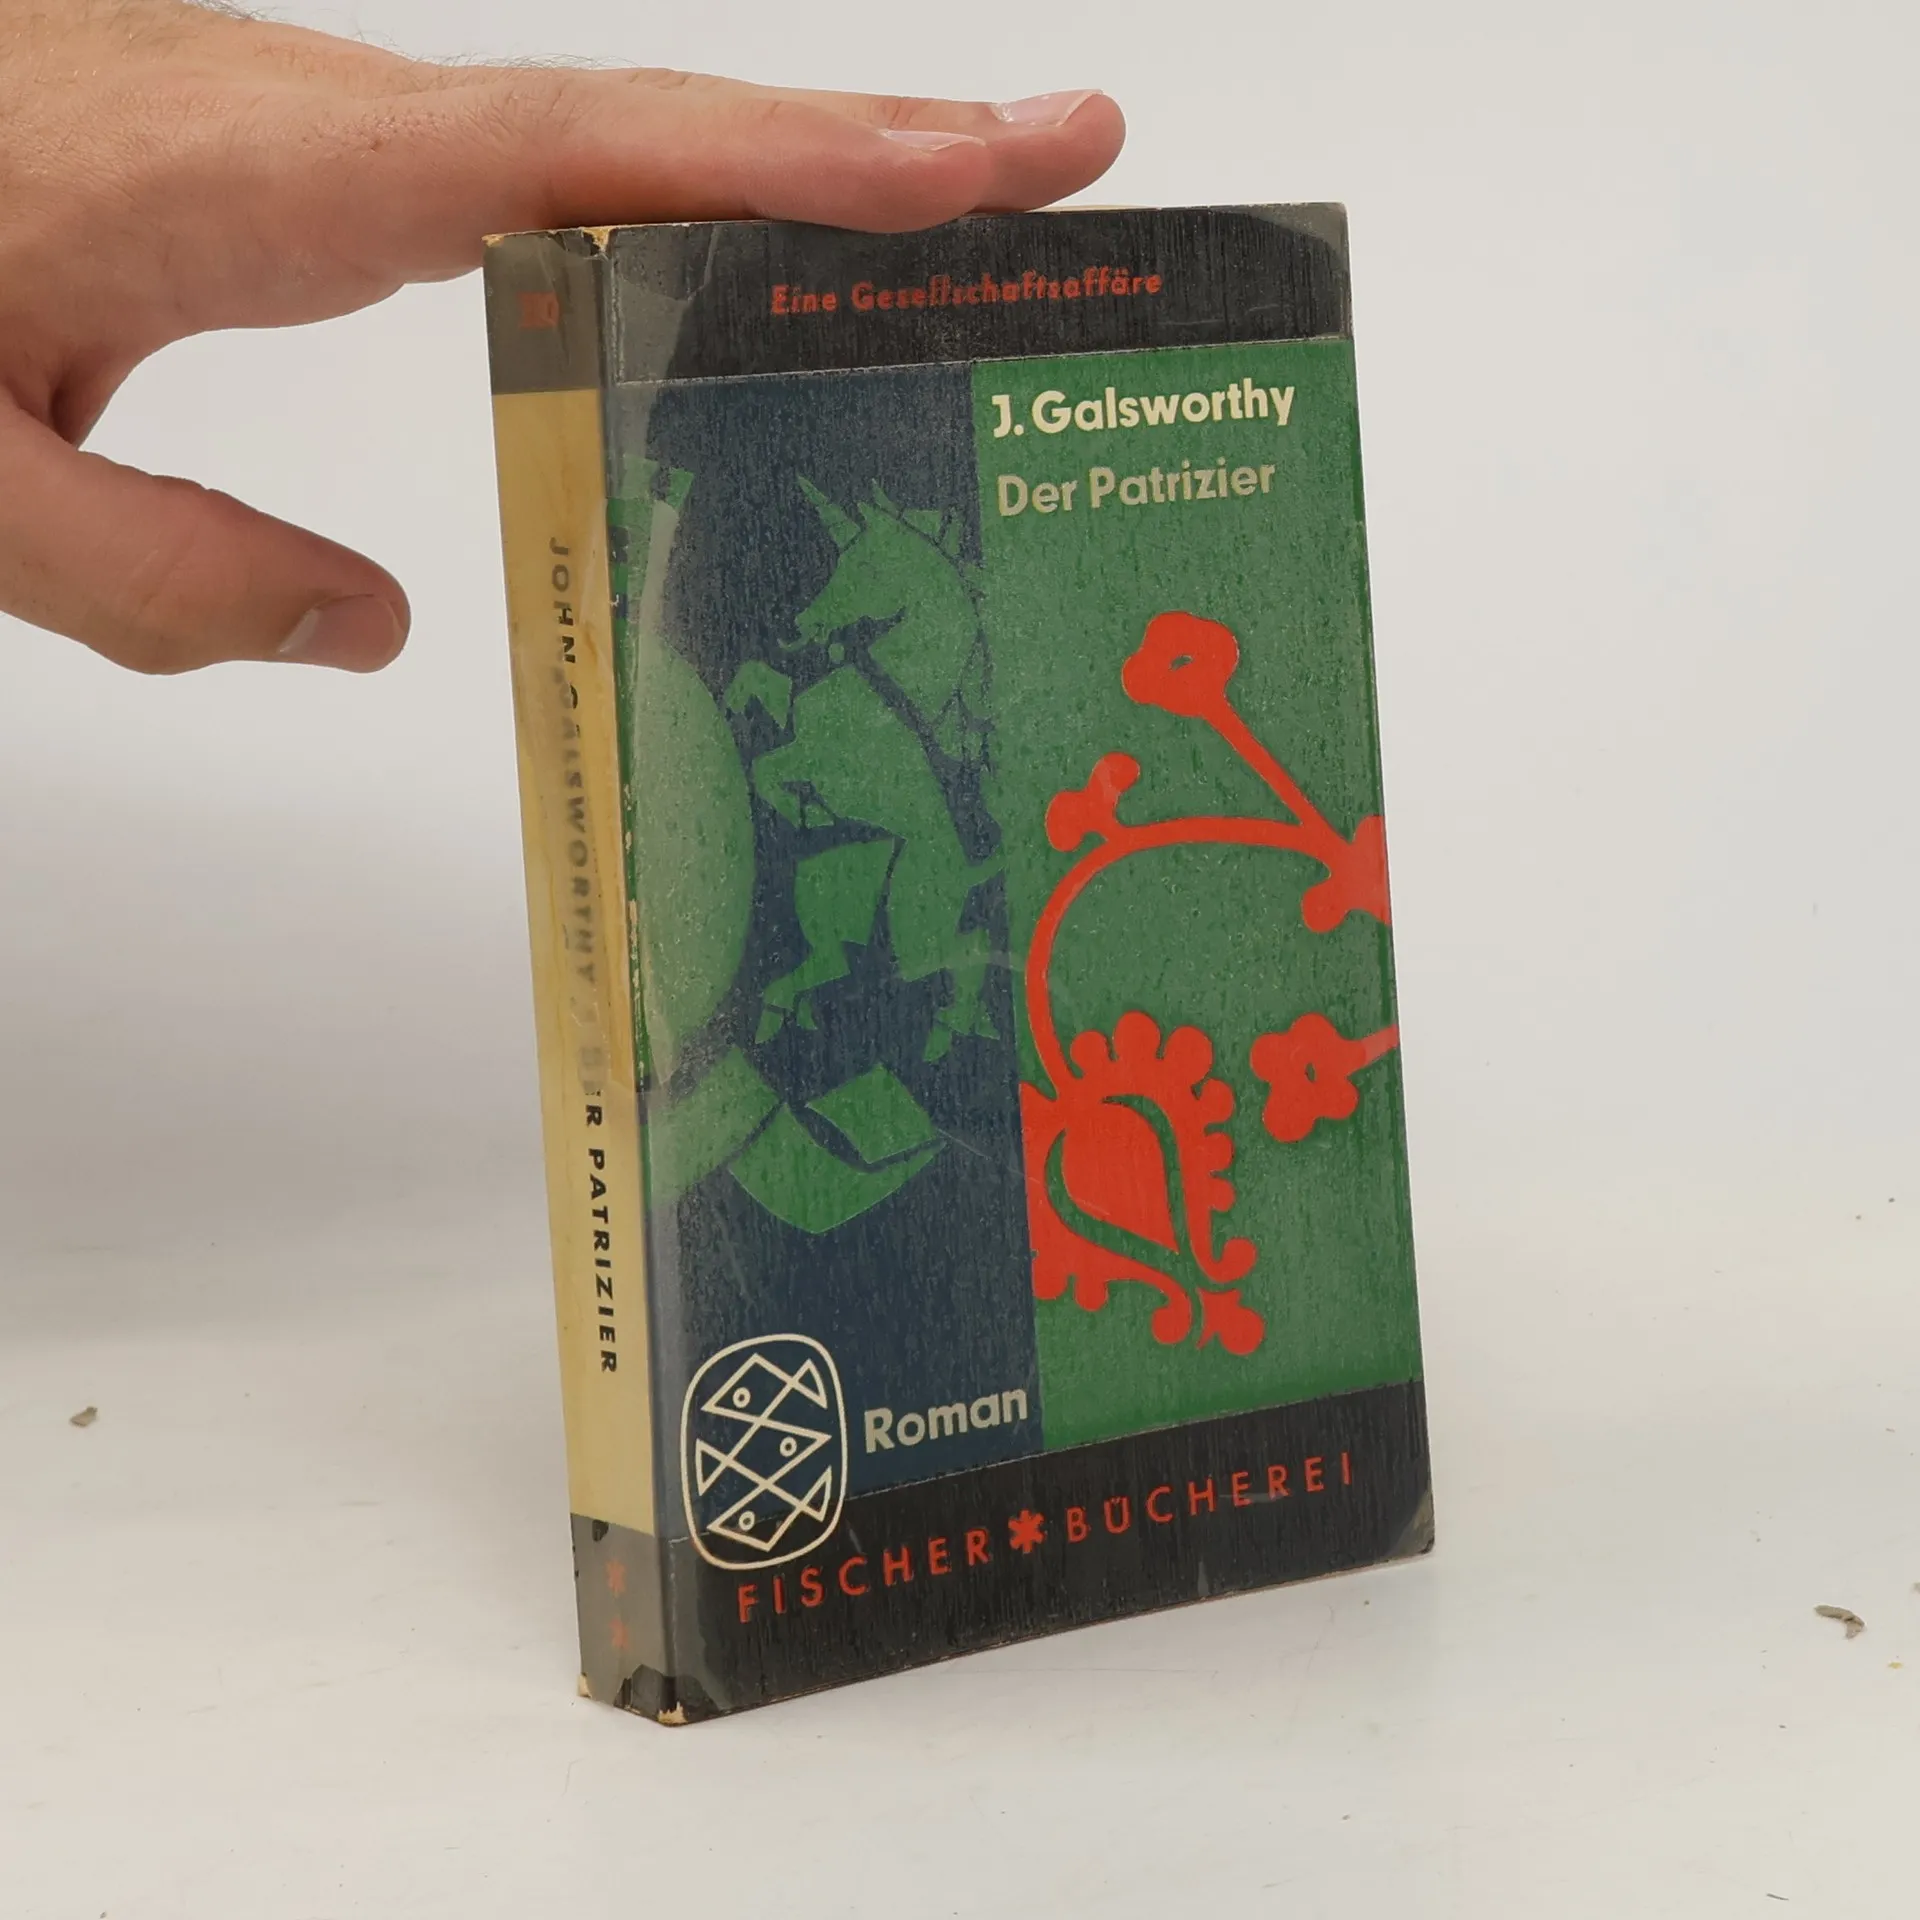 Eine Gesellschaftsaffäre
J. Galsworthy
Der Patrizier
Roman
FISCHER * BÜCHEREI
JOHN GALSWORTHY / DER PATRIZIER